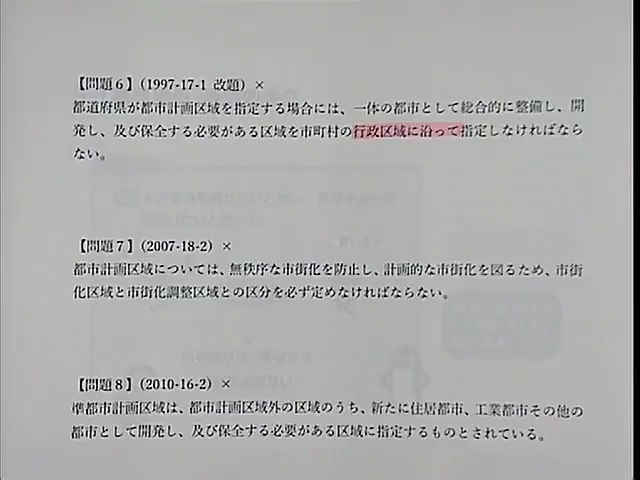 【問題６】(1997-17-1 改題) ×
都道府県が都市計画区域を指定する場合には、一体の都市として総合的に整備し、開
発し、及び保全する必要がある区域を市町村の行政区域に沿って指定しなければなら
ない。
【問題７】(2007-18-2) ×
都市計画区域については、無秩序な市街化を防止し、計画的な市街化を図るため、市街
化区域と市街化調整区域との区分を必ず定めなければならない。
【問題８】(2010-16-2) ×
準都市計画区域は、都市計画区域外の区域のうち、新たに住居都市、工業都市その他の
都市として開発し、及び保全する必要がある区域に指定するものとされている。